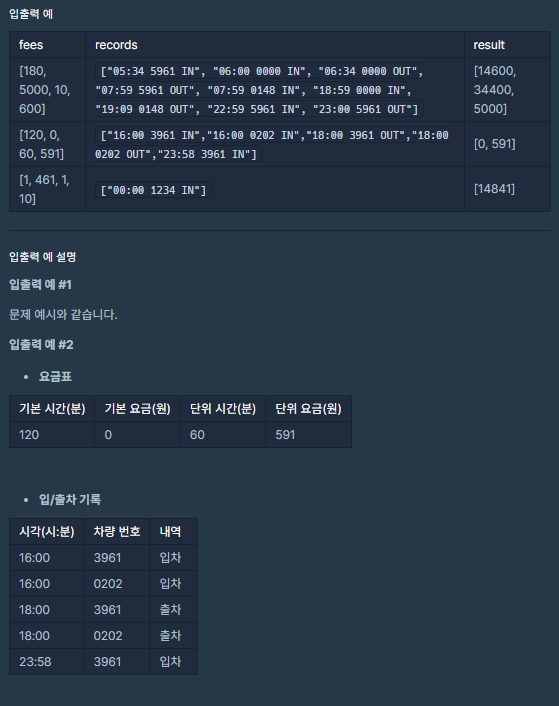 입출력 예
fees records result
[180, 5000, 10, 600] ["05:34 5961 IN", "06:00 0000 IN", "06:34 0000 OUT", "07:59 5961 OUT", "07:59 0148 IN", "18:59 0000 IN", "19:09 0148 OUT", "22:59 5961 IN", "23:00 5961 OUT"] [14600, 34400, 5000]
[120, 0, 60, 591] ["16:00 3961 IN","16:00 0202 IN","18:00 3961 OUT","18:00 0202 OUT","23:58 3961 IN"] [0, 591]
[1, 461, 1, 10] ["00:00 1234 IN"] [14841]
입출력 예 설명
입출력 예 #1
문제 예시와 같습니다.
입출력 예 #2
• 요금표
기본 시간(분) 기본 요금(원) 단위 시간(분) 단위 요금(원)
120 0 60 591
• 입/출차 기록
시각(시:분) 차량 번호 내역
16:00 3961 입차
16:00 0202 입차
18:00 3961 출차
18:00 0202 출차
23:58 3961 입차